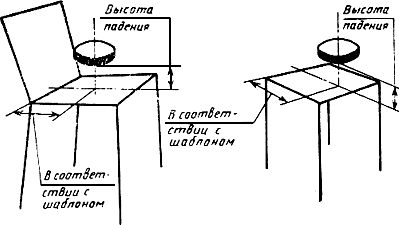 Высота
падения
Высота
падения
В соответ-
ствии с
шаблоном
В соответ-
ствии с
шаблоном